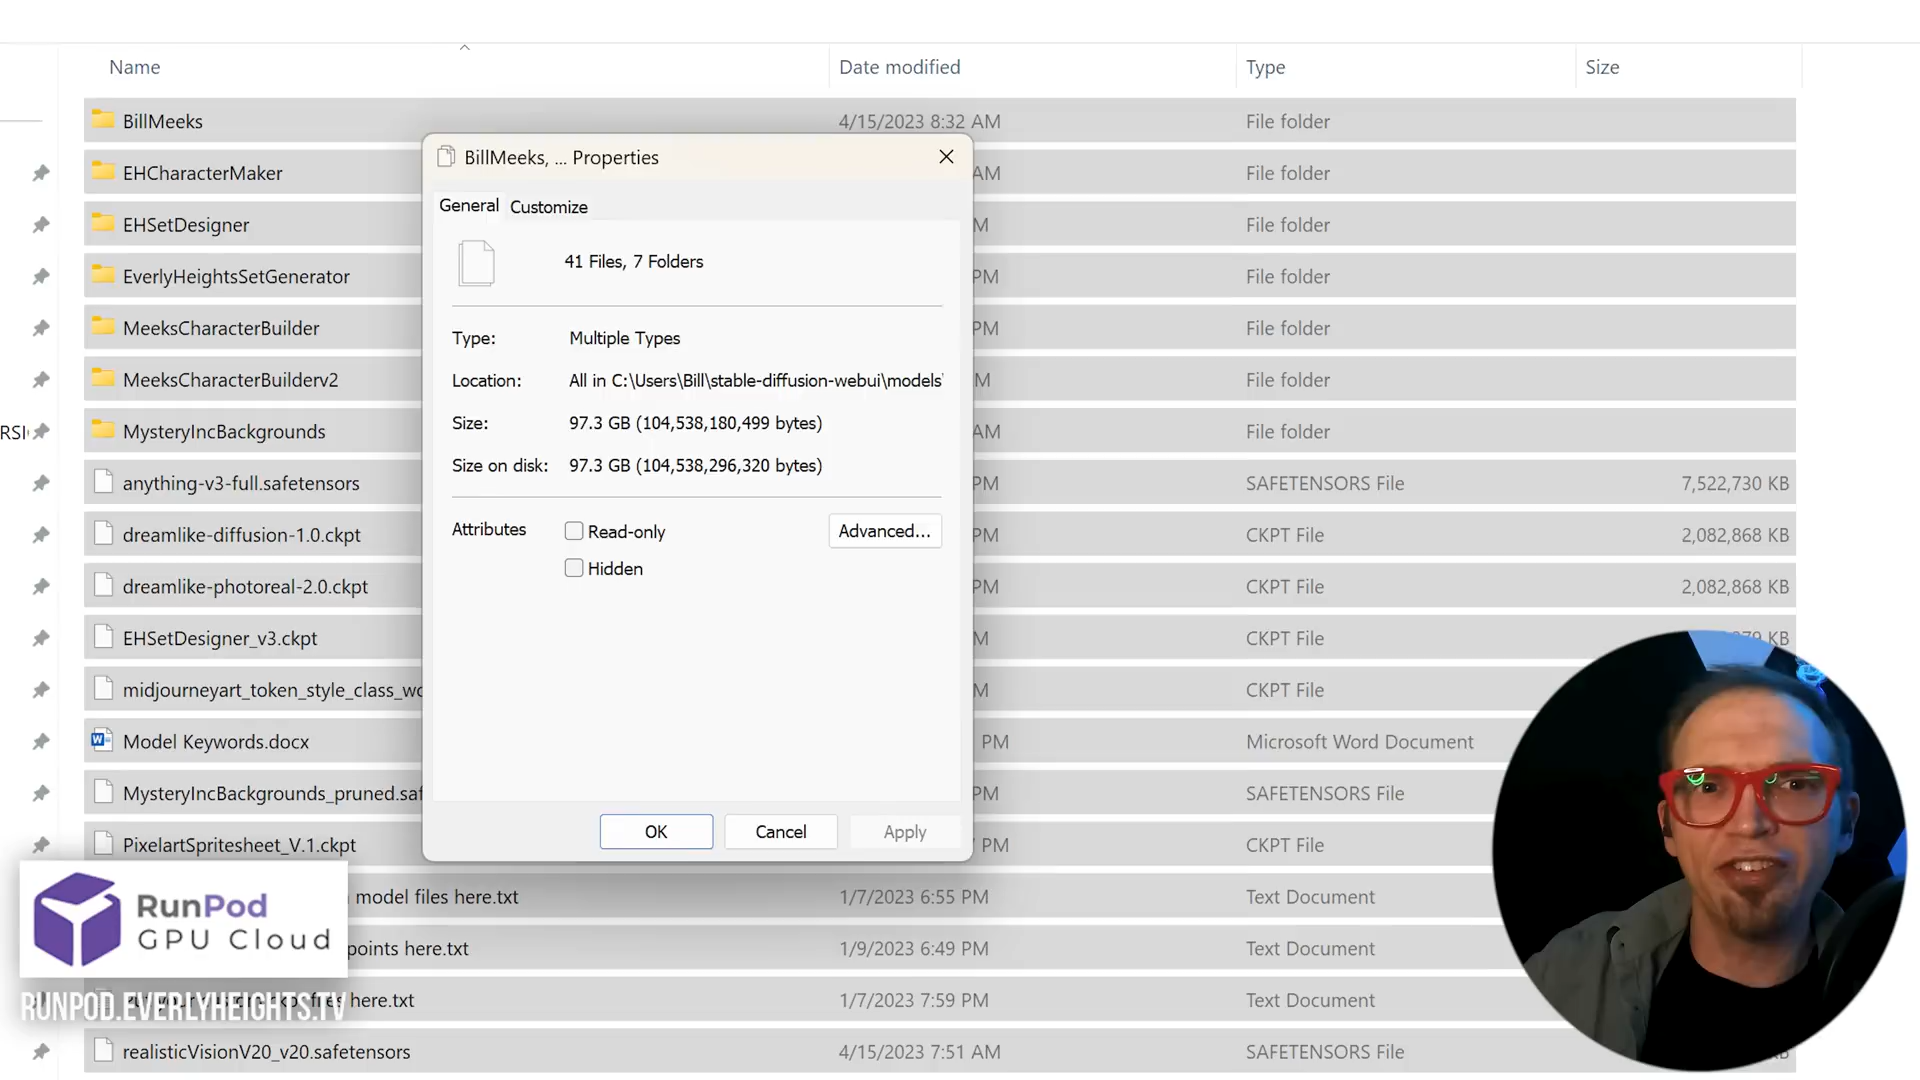 Name Date modified Type Size
BillMeeks 4/15/2023 8:32 AM File folder
BillMeeks, ... Properties
EHCharacterMaker AM File folder
General Customize
EHSetDesigner M File folder
41 Files, 7 Folders
EverlyHeightsSetGenerator PM File folder
MeeksCharacterBuilder PM File folder
Type: Multiple Types
MeeksCharacterBuilderv2 M File folder
Location: All in C:\Users\Bill\stable-diffusion-webui\models
Size: 97.3 GB (104,538,180,499 bytes)
RSI MysteryIncBackgrounds AM File folder
Size on disk: 97.3 GB (104,538,296,320 bytes)
anything-v3-full.safetensors PM SAFETENSORS File 7,522,730 KB
Attributes Read-only Advanced...
dreamlike-diffusion-1.0.ckpt PM CKPT File 2,082,868 KB
Hidden
dreamlike-photoreal-2.0.ckpt PM CKPT File 2,082,868 KB
EHSetDesigner_v3.ckpt M CKPT File KB
midjourneyart_token_style_class_wo M CKPT File
Model Keywords.docx PM Microsoft Word Document
MysteryIncBackgrounds_pruned.saf PM SAFETENSORS File
OK Cancel Apply
PixelartSpritesheet_V.1.ckpt PM CKPT File
model files here.txt 1/7/2023 6:55 PM Text Document
RunPod
GPU Cloud
points here.txt 1/9/2023 6:49 PM Text Document
RUNPOD.EVERLYHEIGHTS.TV
here.txt 1/7/2023 7:59 PM Text Document
realisticVisionV20_v20.safetensors 4/15/2023 7:51 AM SAFETENSORS File